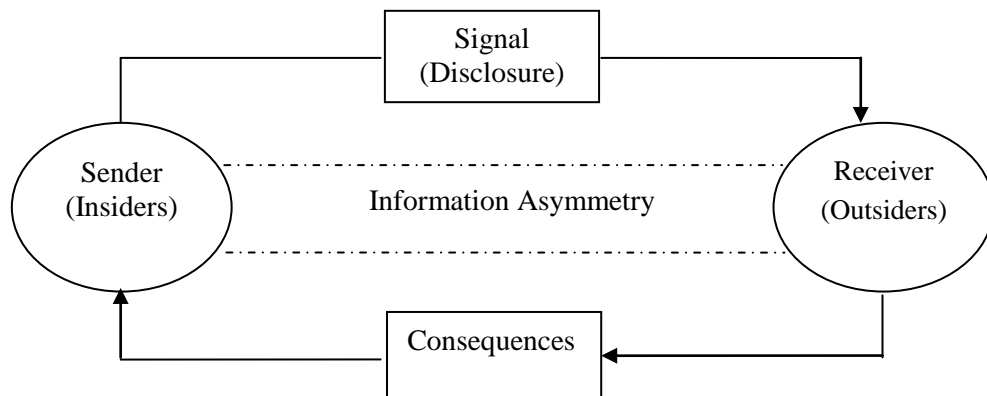 Signal
(Disclosure)
Sender
(Insiders)
Information Asymmetry
Receiver
(Outsiders)
Consequences